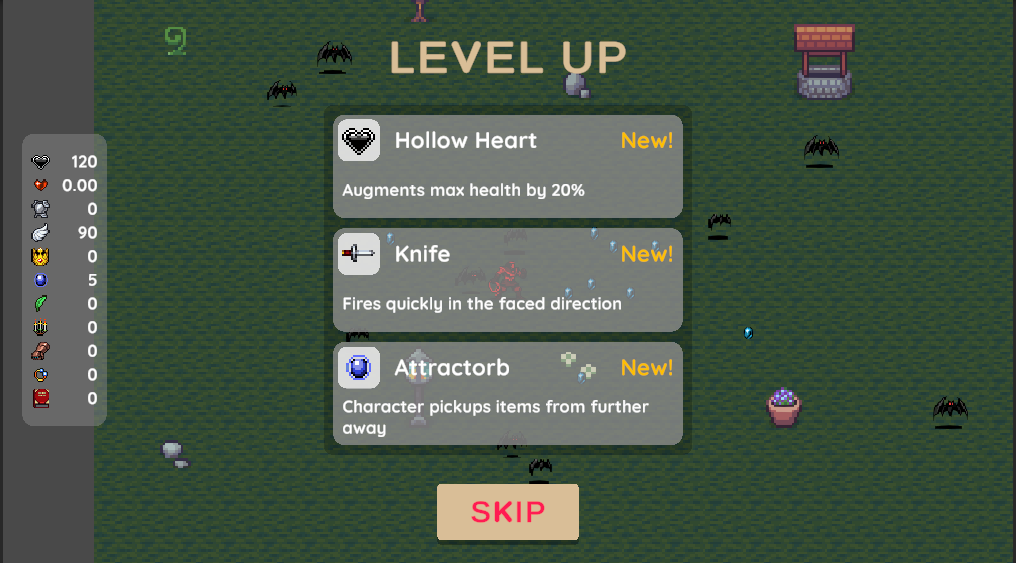 LEVEL UP
Hollow Heart New!
Augments max health by 20%
Knife New!
Fires quickly in the faced direction
Attractorb New!
Character pickups items from further
away
SKIP
120
0.00
0
90
0
5
0
0
0
0
0